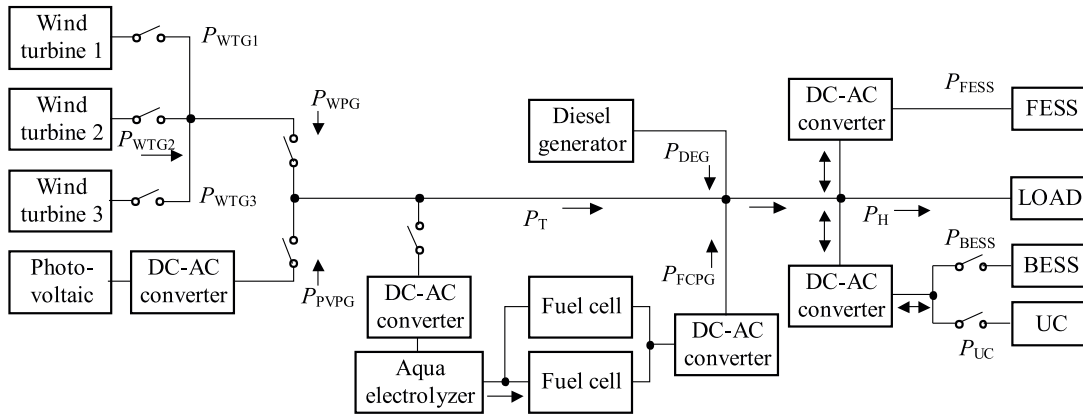 Wind
turbine 1
P_WTG1
Wind
turbine 2
P_WTG2
Wind
turbine 3
P_WTG3
Photo-
voltaic
DC-AC
converter
P_WPG
P_PVPG
P_T
DC-AC
converter
Aqua
electrolyzer
Fuel cell
Fuel cell
Diesel
generator
P_DEG
P_FCPG
DC-AC
converter
DC-AC
converter
P_FESS
FESS
P_H
LOAD
DC-AC
converter
P_BESS
BESS
P_UC
UC